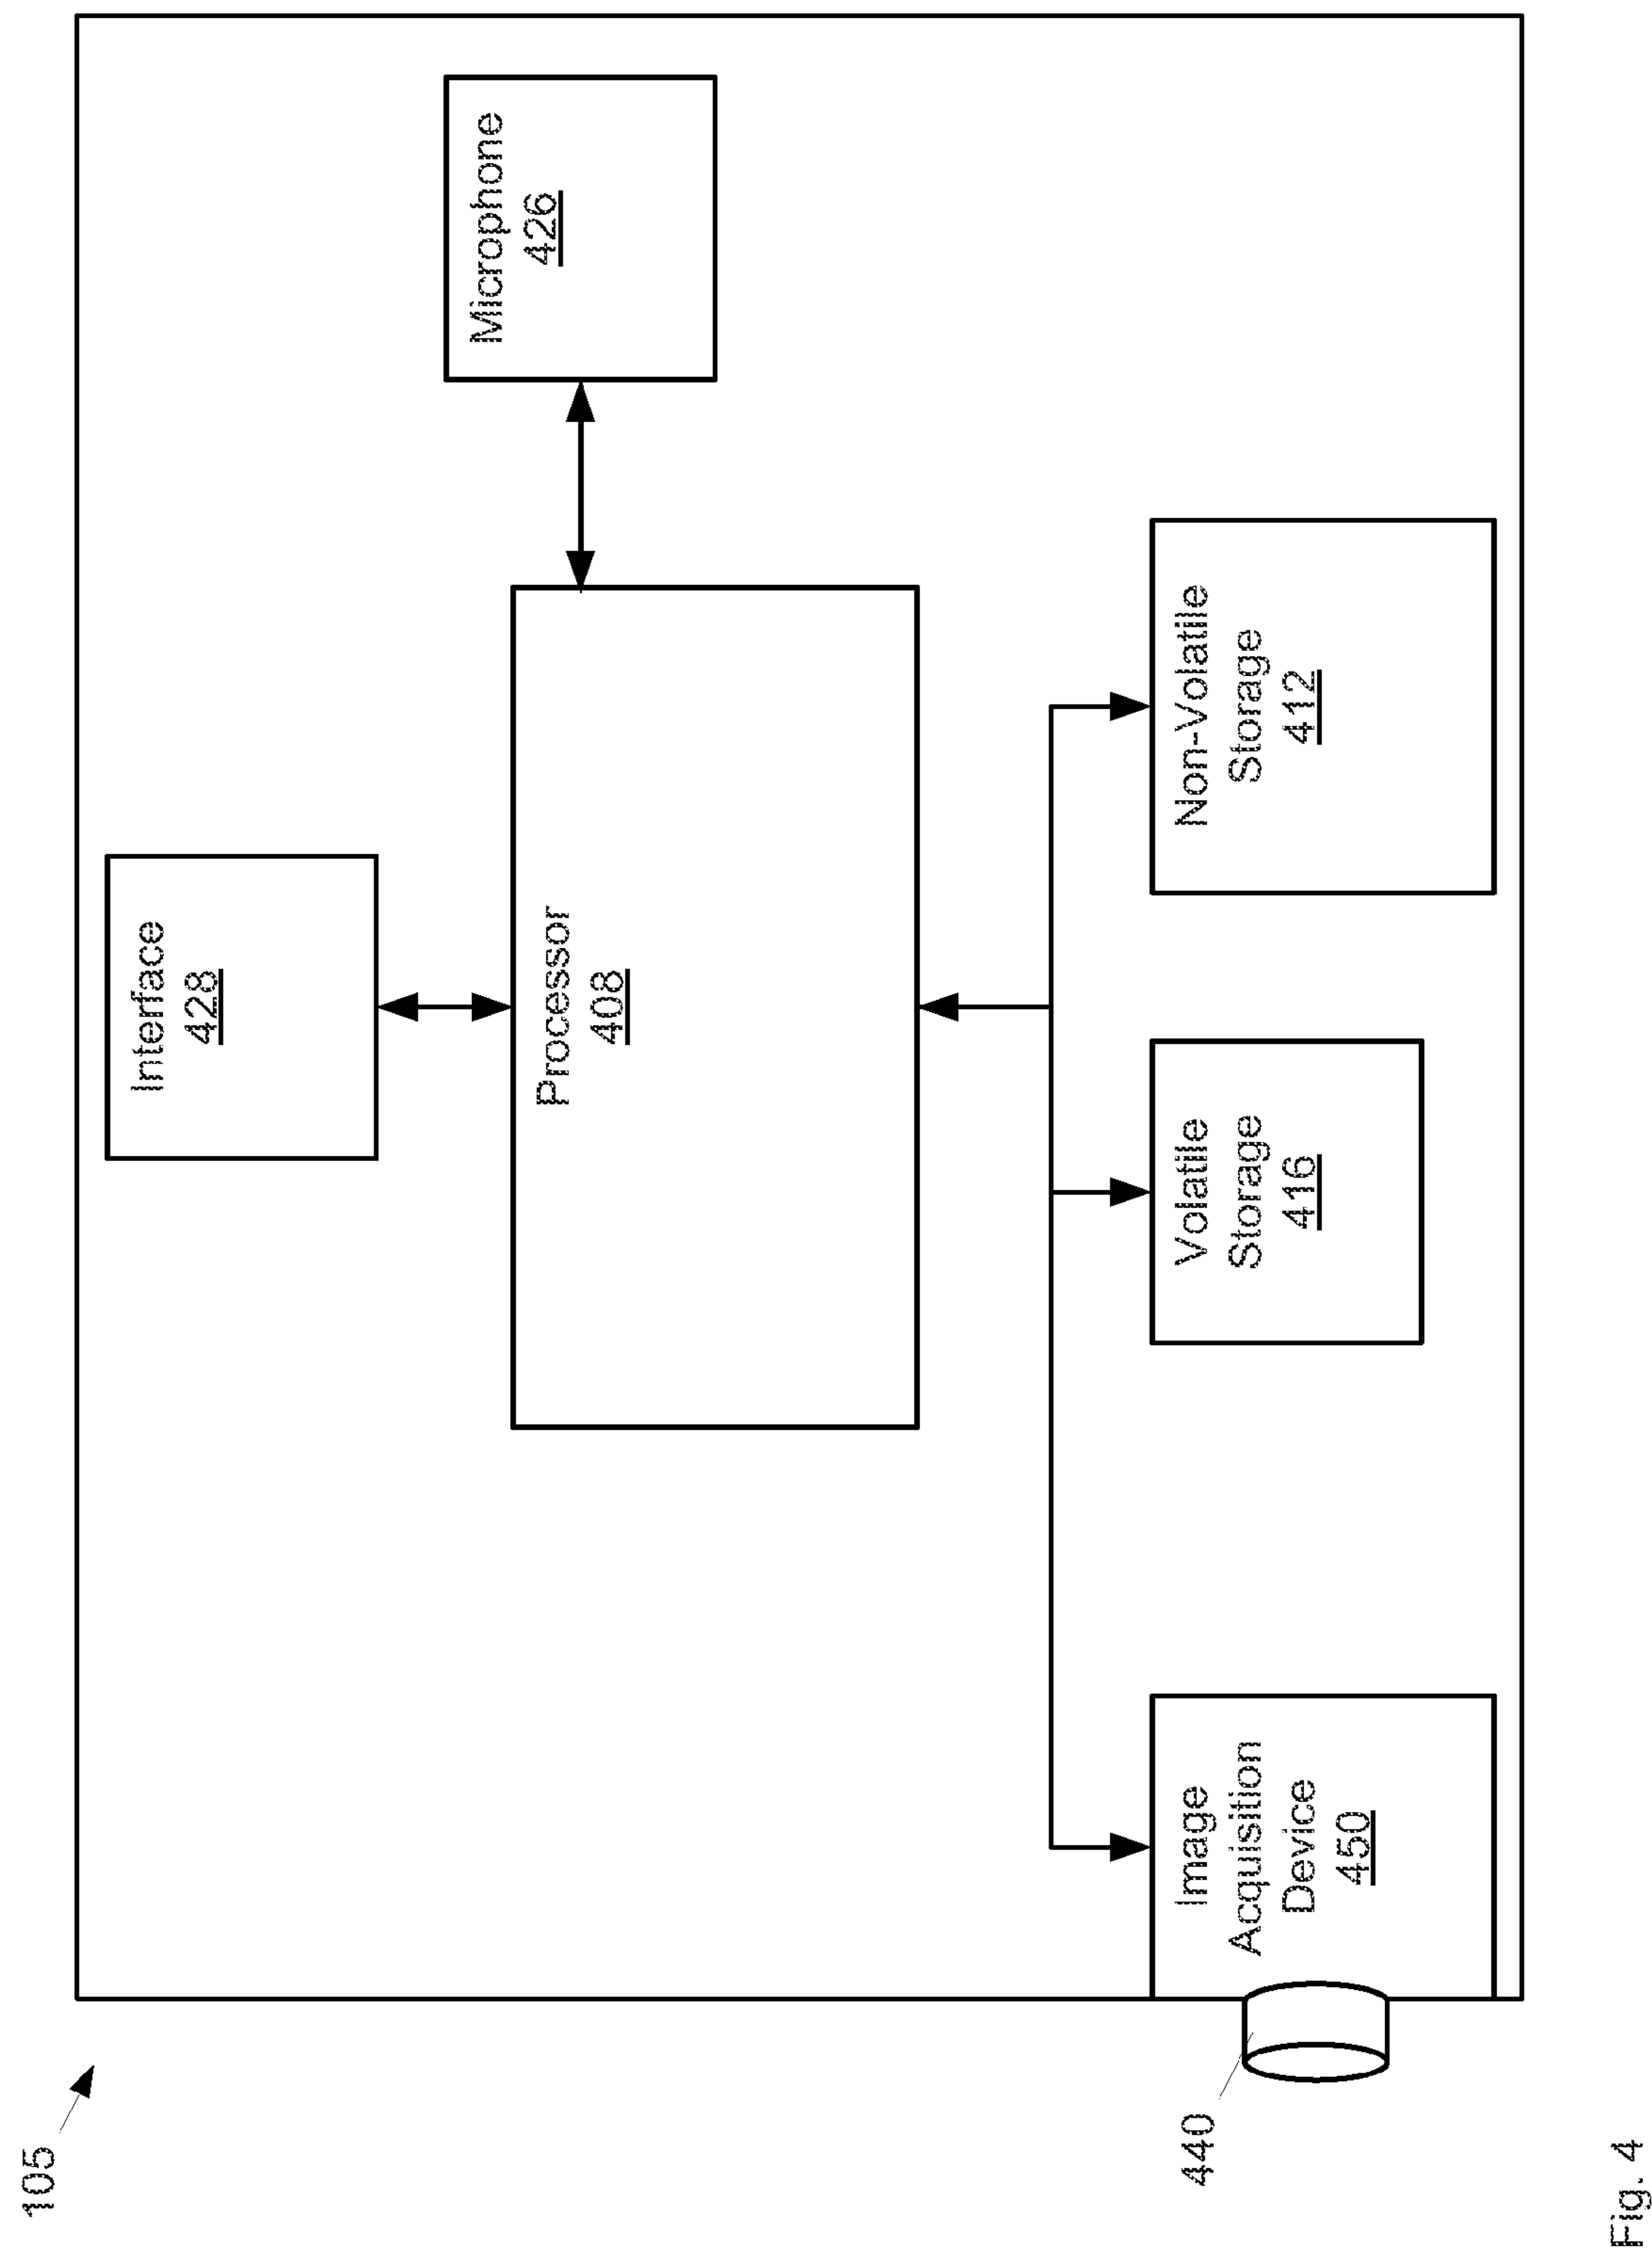 105
Interface
428
Microphone
426
Processor
408
Image
Acquisition
Device
450
Volatile
Storage
416
Non-Volatile
Storage
412
440
Fig. 4